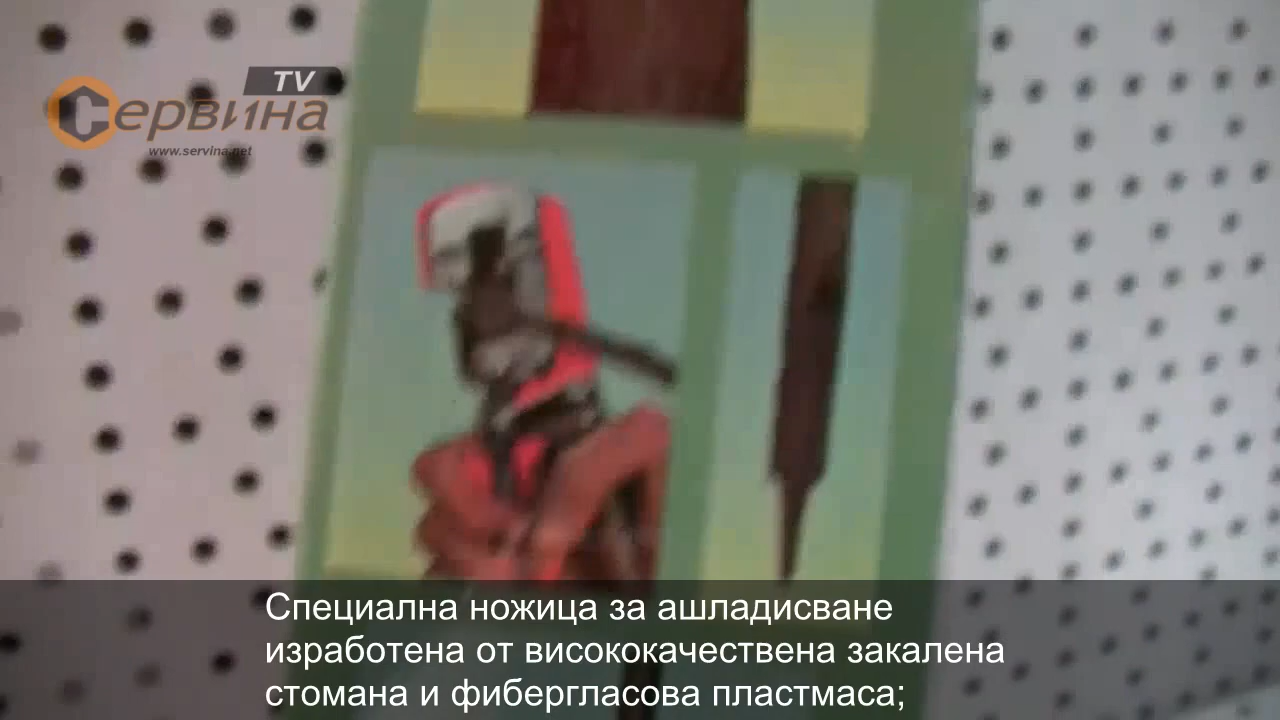 TV
Сервина
www.servina.net
Специална ножица за ашладисване
изработена от висококачествена закалена
стомана и фибергласова пластмаса;